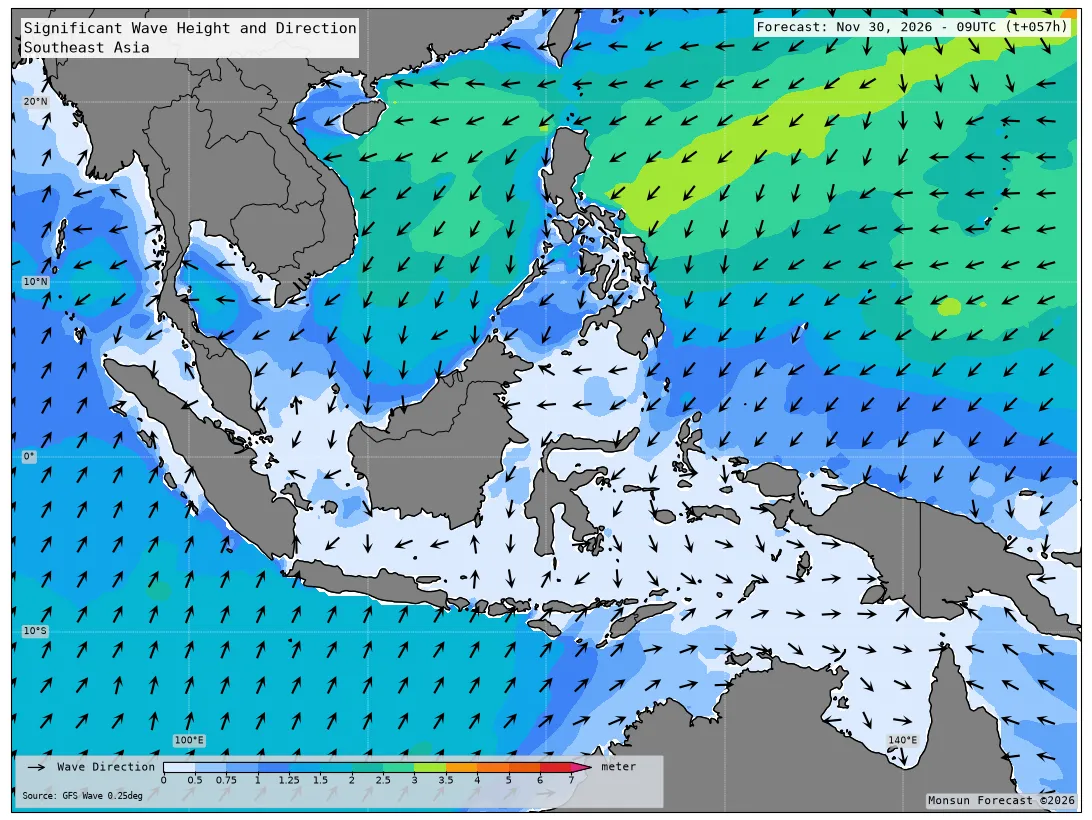 Significant Wave Height and Direction
Southeast Asia
Forecast: Nov 30, 2026 - 09UTC (t+057h)
20°N
10°N
0°
10°S
100°E
140°E
Wave Direction
0 0.5 0.75 1 1.25 1.5 2 2.5 3 3.5 4 5 6 7
meter
Source: GFS Wave 0.25deg
Monsun Forecast ©2026